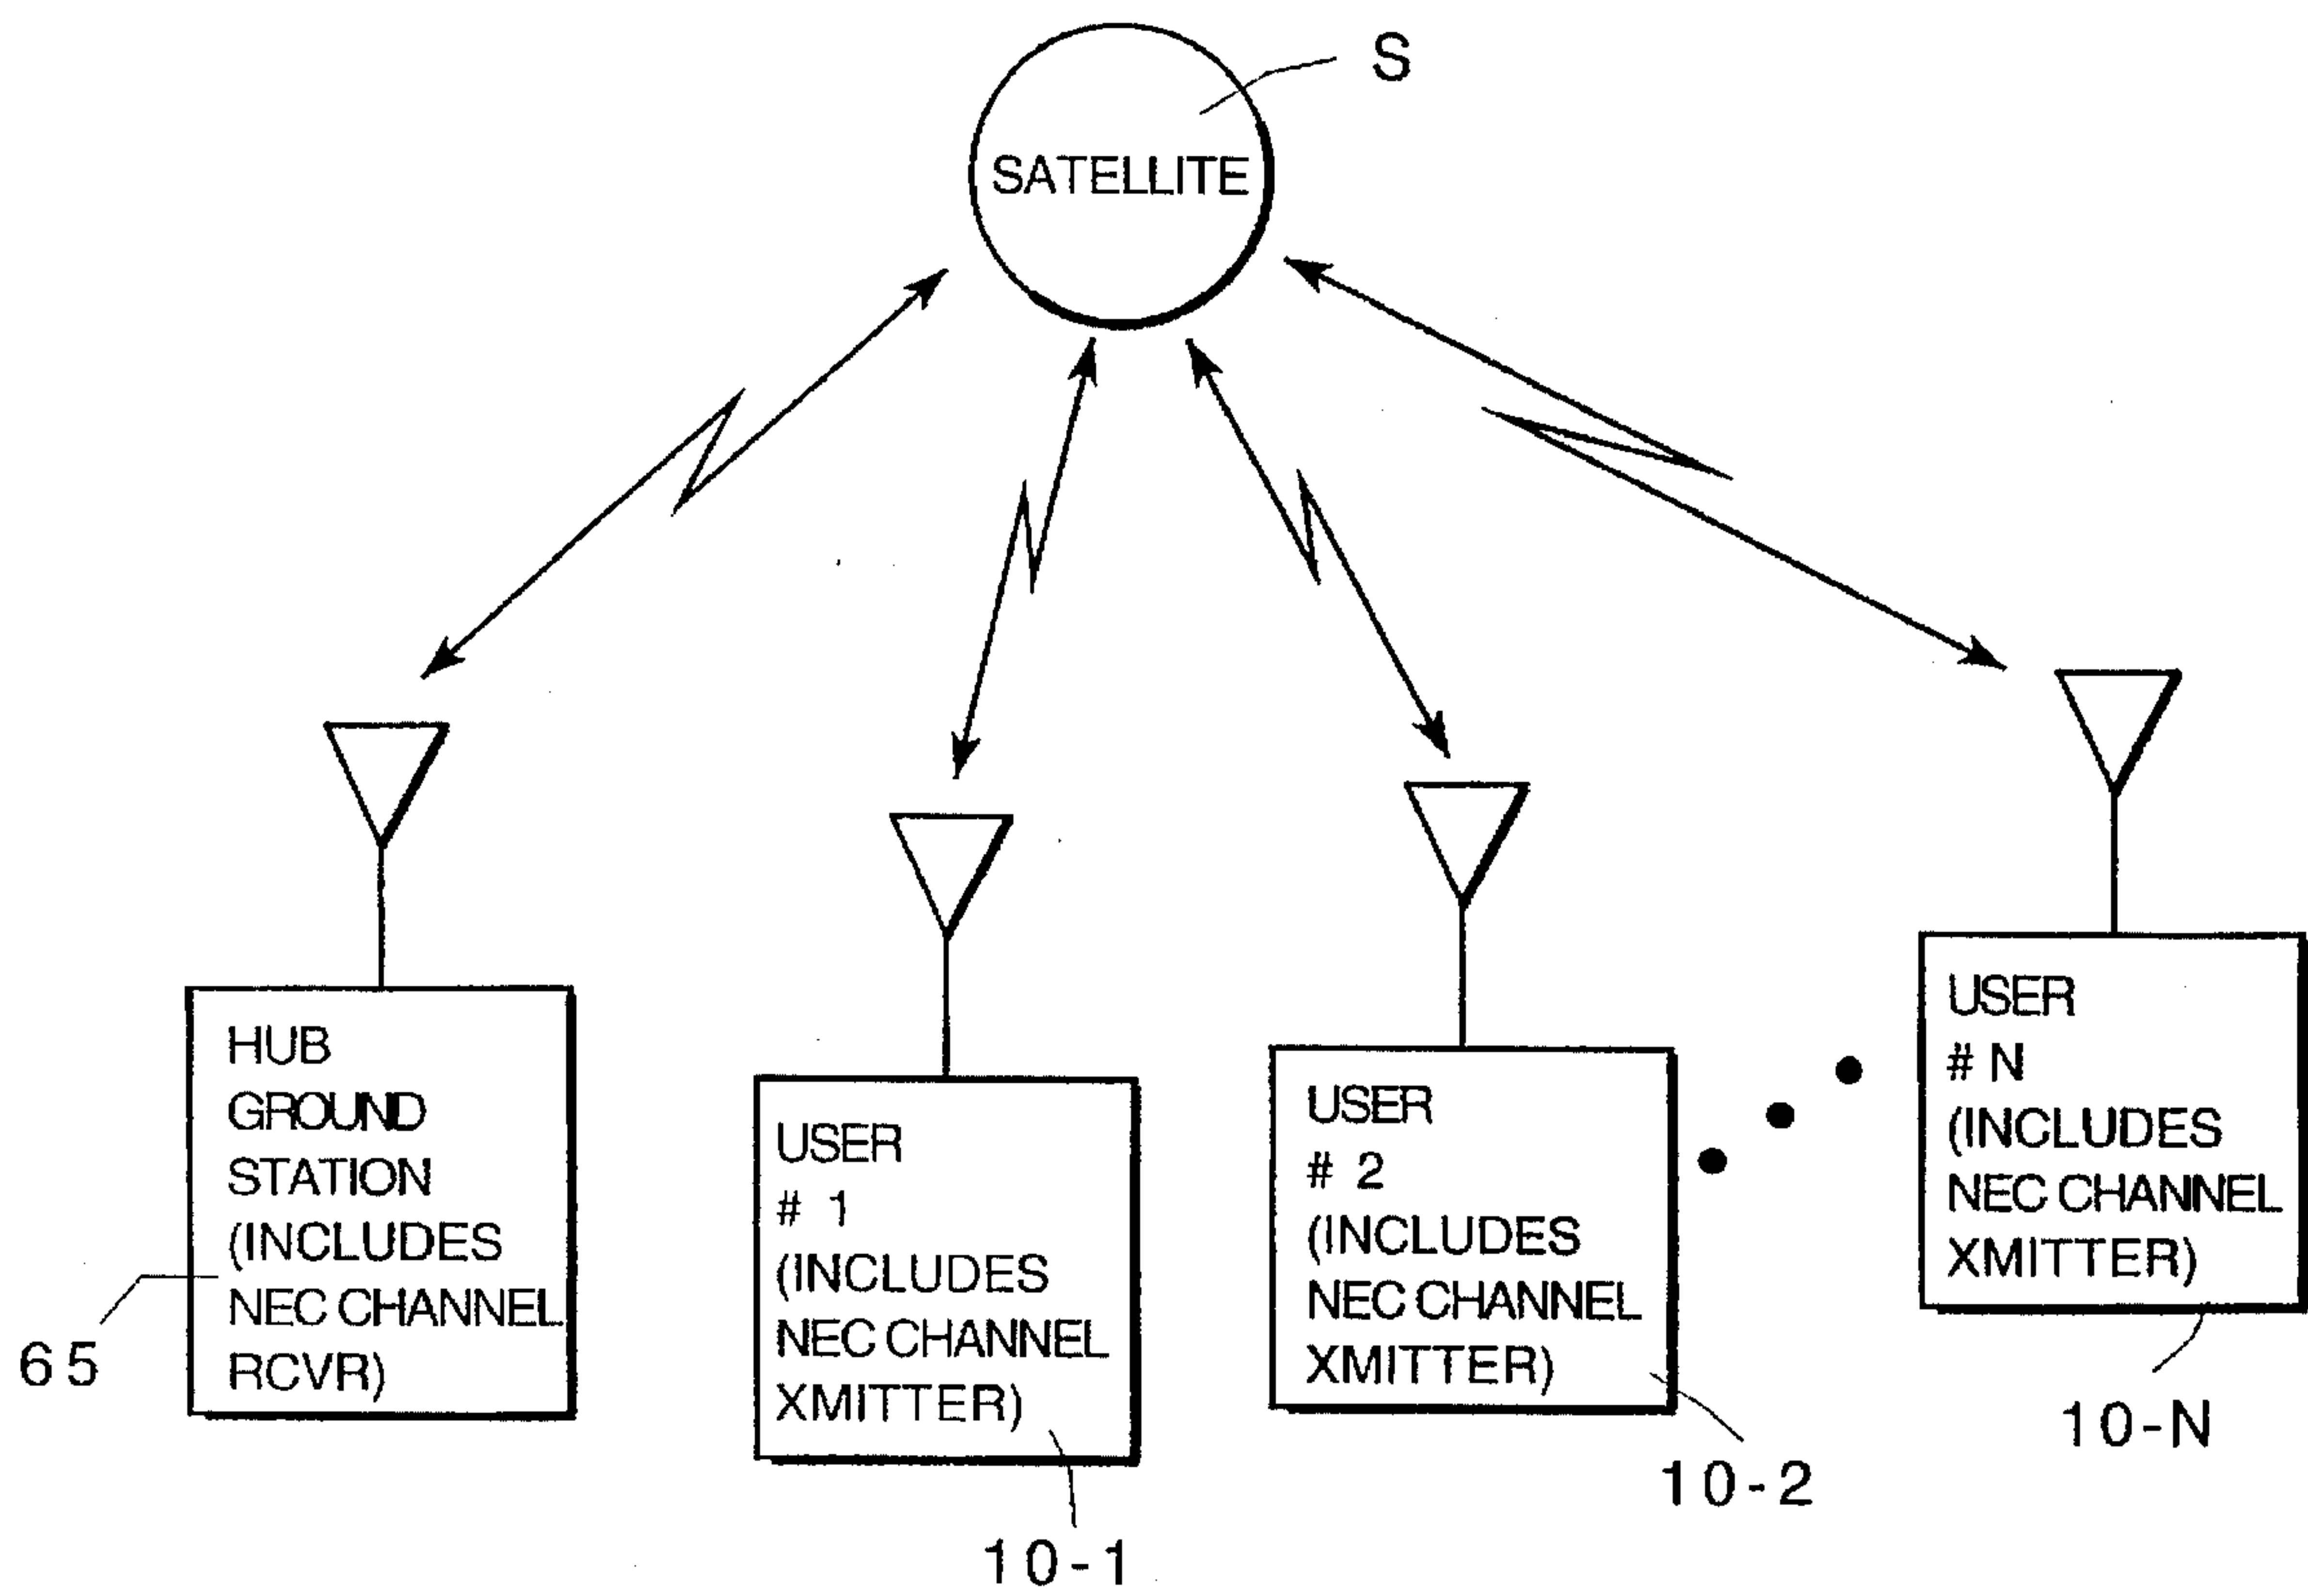 S
SATELLITE
HUB
GROUND
STATION
(INCLUDES
NEC CHANNEL
RCVR)
65
USER
# 1
(INCLUDES
NEC CHANNEL
XMITTER)
10-1
USER
# 2
(INCLUDES
NEC CHANNEL
XMITTER)
10-2
USER
# N
(INCLUDES
NEC CHANNEL
XMITTER)
10-N